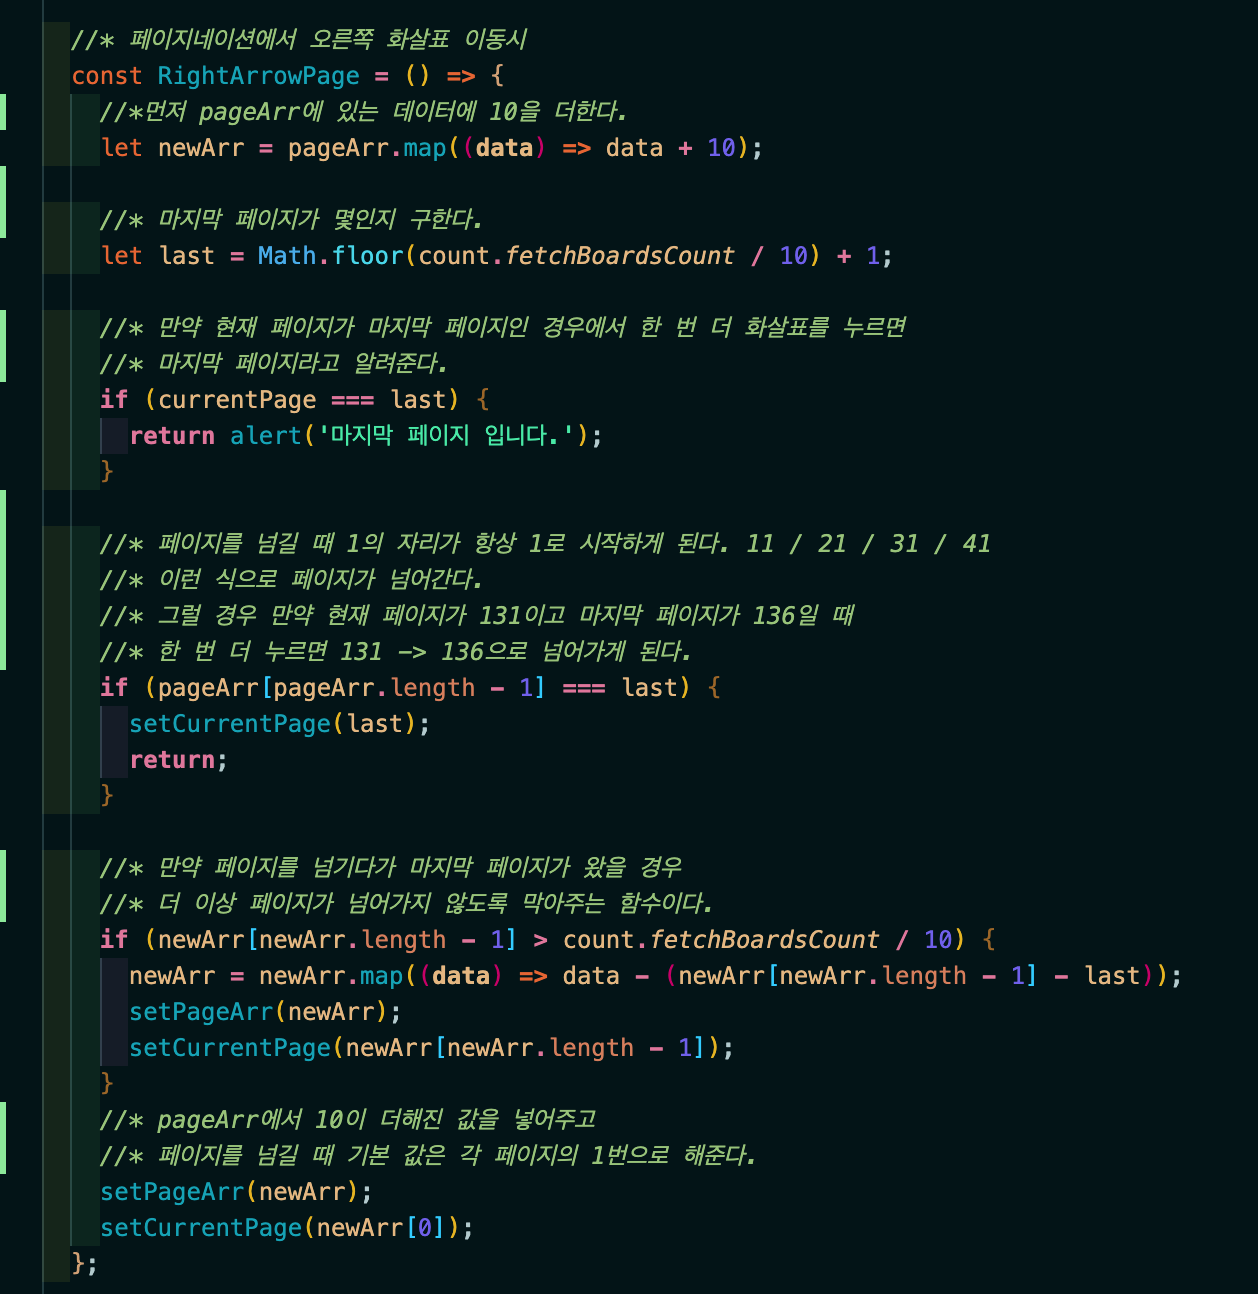 //* 페이지네이션에서 오른쪽 화살표 이동시
const RightArrowPage = () => {
//*먼저 pageArr에 있는 데이터에 10을 더한다.
let newArr = pageArr.map((data) => data + 10);
//* 마지막 페이지가 몇인지 구한다.
let last = Math.floor(count.fetchBoardsCount / 10) + 1;
//* 만약 현재 페이지가 마지막 페이지인 경우에서 한 번 더 화살표를 누르면
//* 마지막 페이지라고 알려준다.
if (currentPage === last) {
return alert('마지막 페이지 입니다.');
}
//* 페이지를 넘길 때 1의 자리가 항상 1로 시작하게 된다. 11 / 21 / 31 / 41
//* 이런 식으로 페이지가 넘어간다.
//* 그럴 경우 만약 현재 페이지가 131이고 마지막 페이지가 136일 때
//* 한 번 더 누르면 131 -> 136으로 넘어가게 된다.
if (pageArr[pageArr.length - 1] === last) {
setCurrentPage(last);
return;
}
//* 만약 페이지를 넘기다가 마지막 페이지가 왔을 경우
//* 더 이상 페이지가 넘어가지 않도록 막아주는 함수이다.
if (newArr[newArr.length - 1] > count.fetchBoardsCount / 10) {
newArr = newArr.map((data) => data - (newArr[newArr.length - 1] - last));
setPageArr(newArr);
setCurrentPage(newArr[newArr.length - 1]);
}
//* pageArr에서 10이 더해진 값을 넣어주고
//* 페이지를 넘길 때 기본 값은 각 페이지의 1번으로 해준다.
setPageArr(newArr);
setCurrentPage(newArr[0]);
};